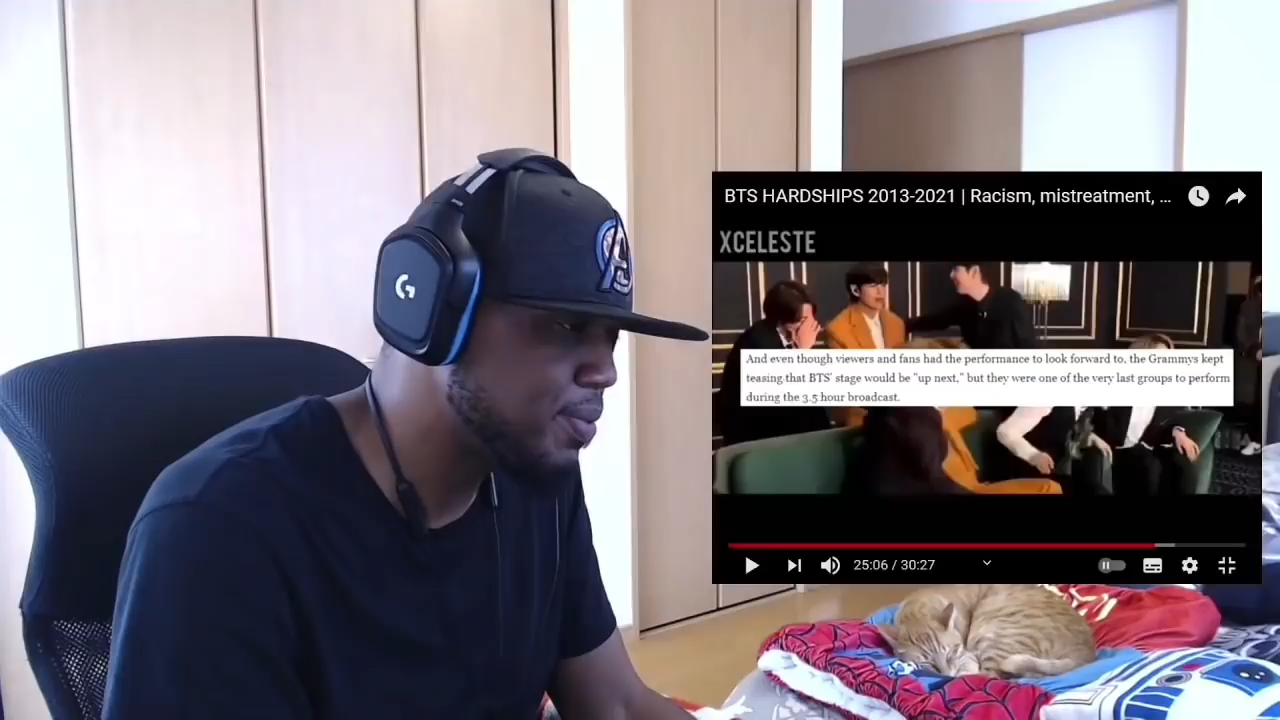 BTS HARDSHIPS 2013-2021 | Racism, mistreatment, ...
XCELESTE
And even though viewers and fans had the performance to look forward to, the Grammys kept
teasing that BTS' stage would be "up next," but they were one of the very last groups to perform
during the 3.5 hour broadcast.
25:06 / 30:27